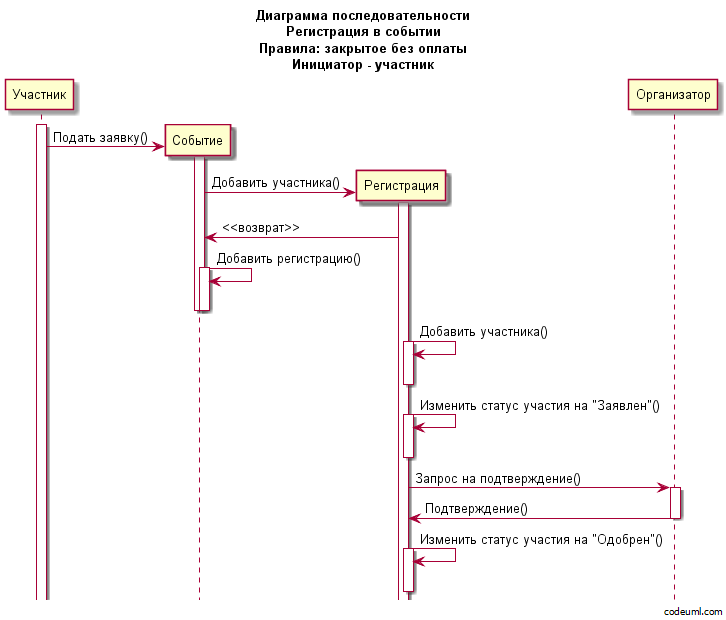 Диаграмма последовательности
Регистрация в событии
Правила: закрытое без оплаты
Инициатор - участник
Участник
Организатор
Подать заявку()
Событие
Добавить участника()
Регистрация
<<возврат>>
Добавить регистрацию()
Добавить участника()
Изменить статус участия на "Заявлен"()
Запрос на подтверждение()
Подтверждение()
Изменить статус участия на "Одобрен"()
codeuml.com